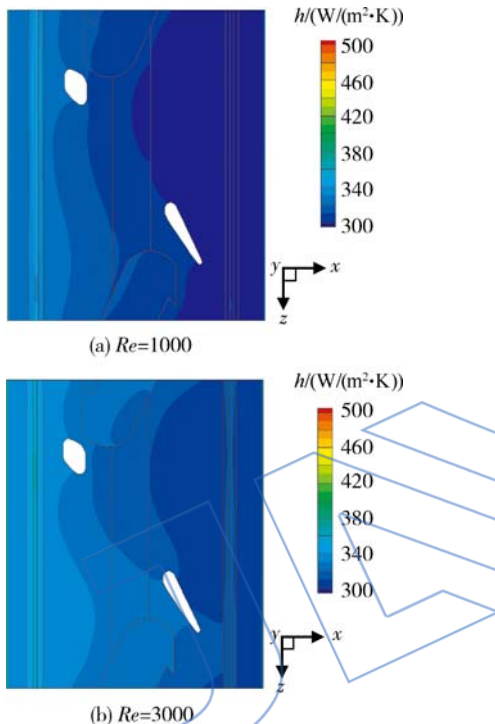 h/(W/(m²·K))
500
460
420
380
340
300
y
x
z
(a) Re=1000
h/(W/(m²·K))
500
460
420
380
340
300
y
x
z
(b) Re=3000